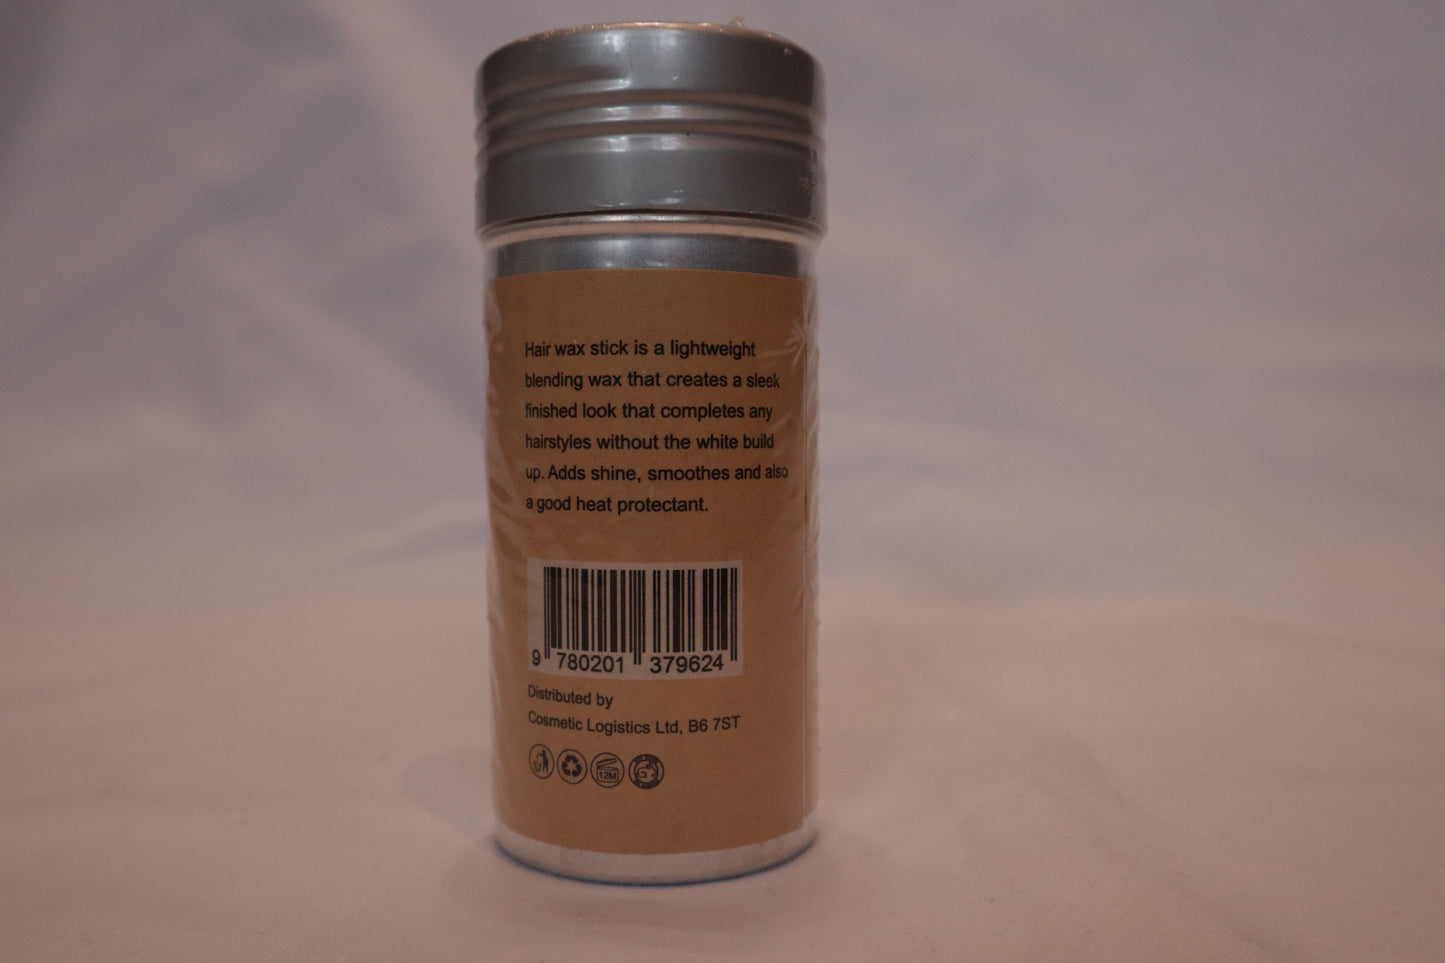 Hair wax stick is a lightweight
blending wax that creates a sleek
finished look that completes any
hairstyles without the white build
up. Adds shine, smoothes and also
a good heat protectant.
9 780201 379624
Distributed by
Cosmetic Logistics Ltd, B6 7ST
12M